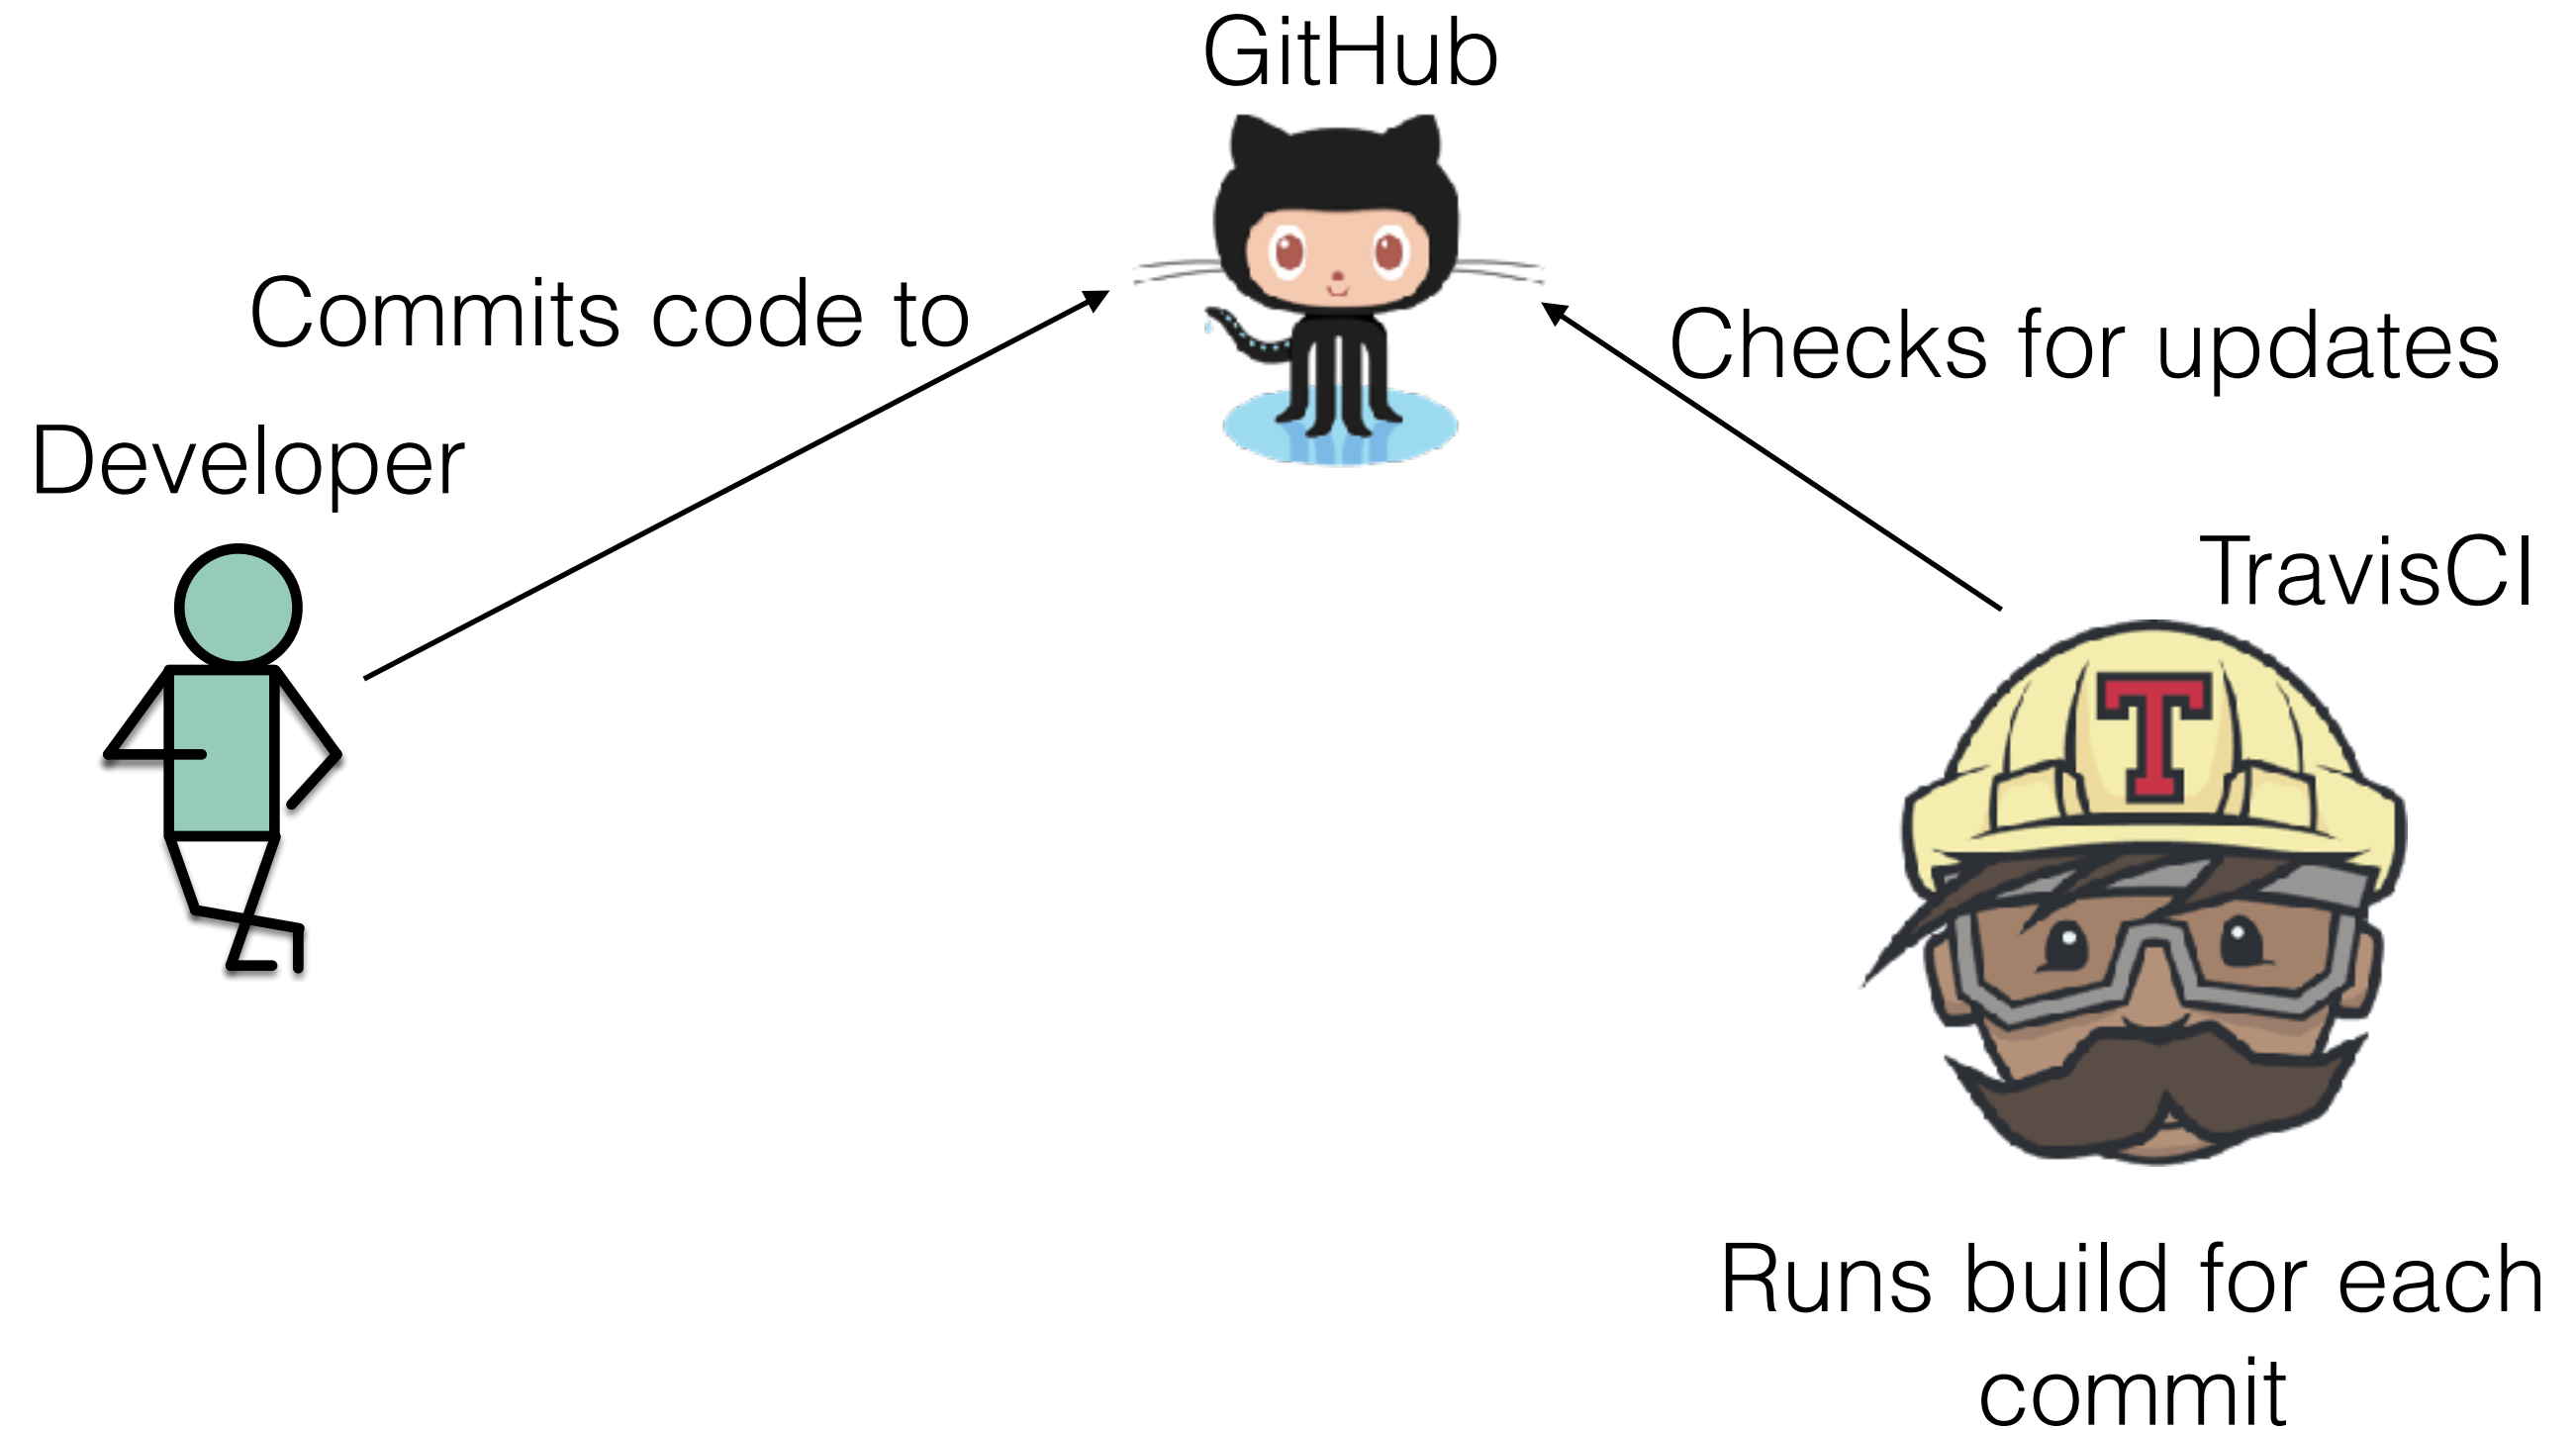 GitHub
Commits code to
Checks for updates
Developer
TravisCI
T
Runs build for each
commit